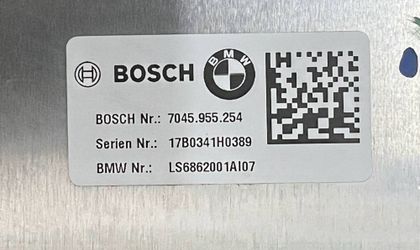 BOSCH BMW
BOSCH Nr.: 7045.955.254
Serien Nr.: 17B0341H0389
BMW Nr.: LS6862001AI07